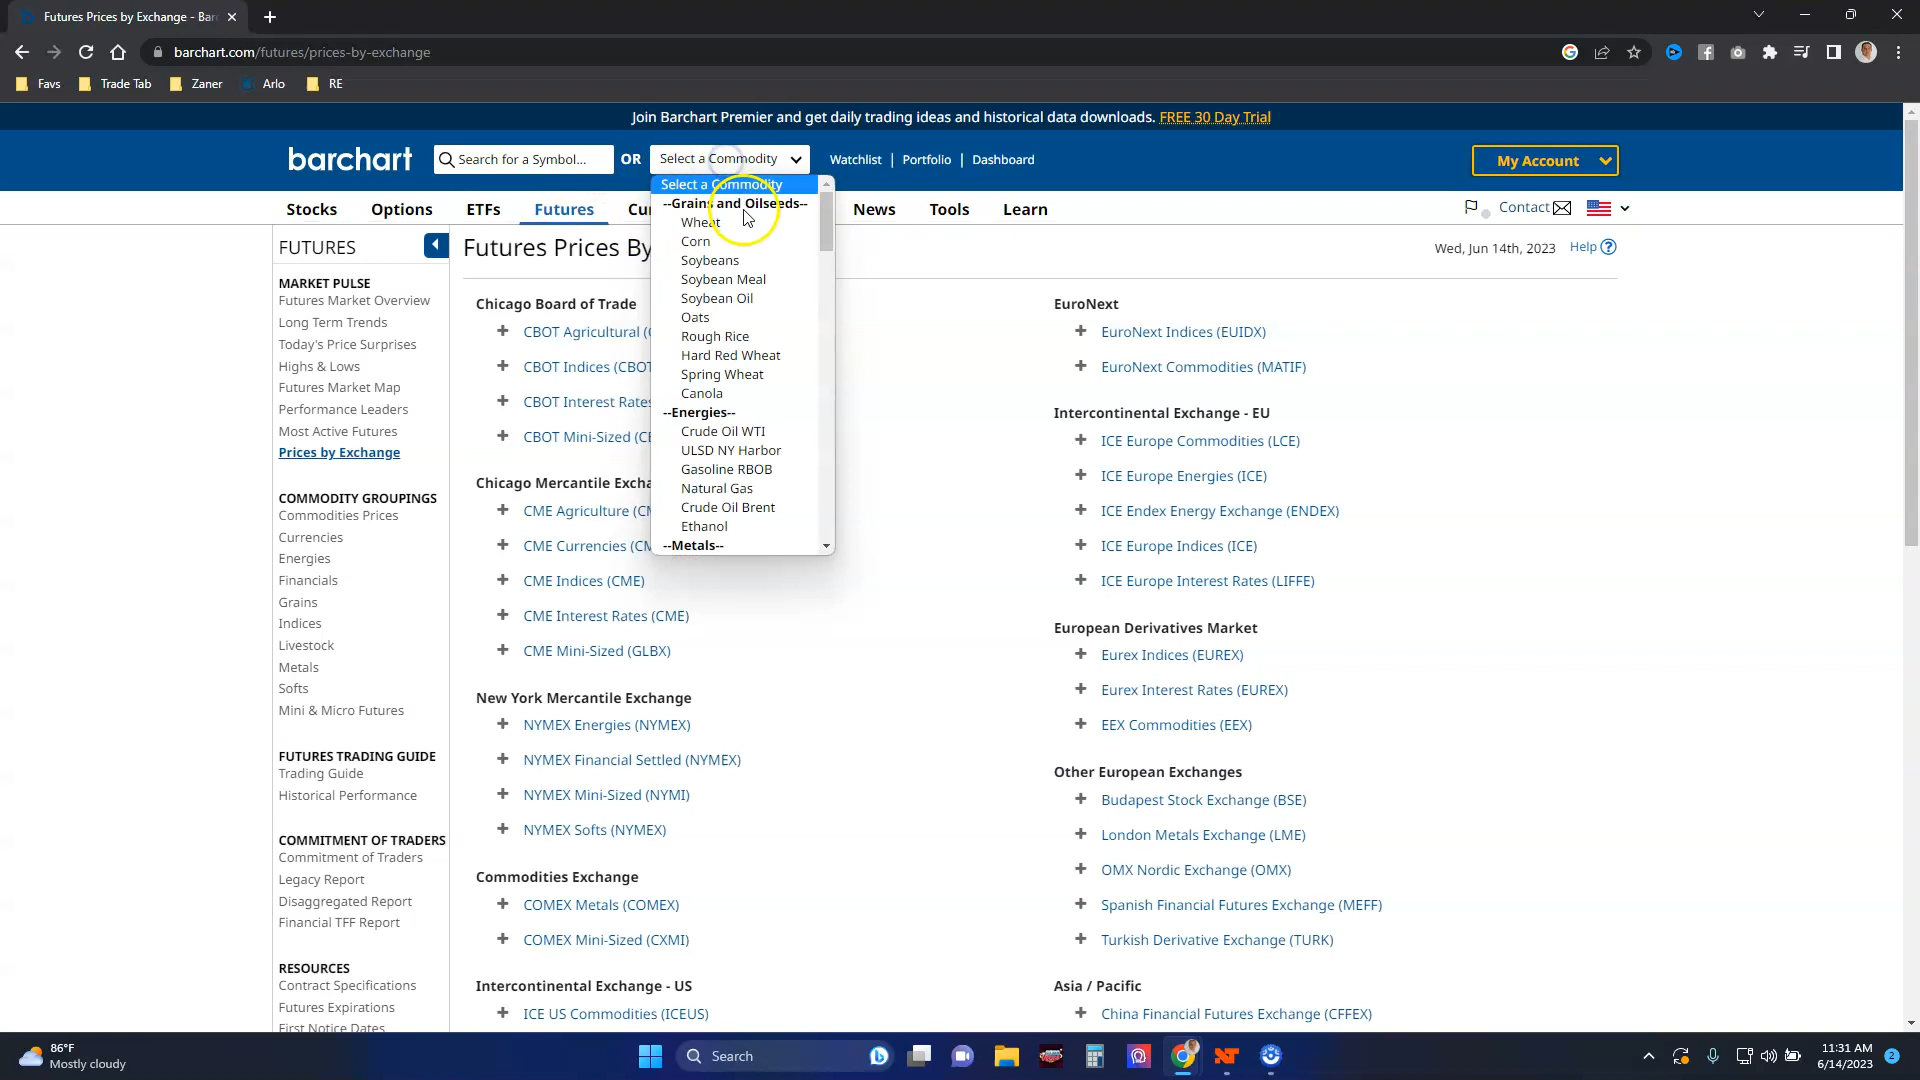 Futures Prices by Exchange - Bar
barchart.com/futures/prices-by-exchange
Favs
Trade Tab
Zaner
Arlo
RE
Join Barchart Premier and get daily trading ideas and historical data downloads. FREE 30 Day Trial
barchart
Search for a Symbol...
OR
Select a Commodity
Watchlist | Portfolio | Dashboard
My Account
Stocks
Options
ETFs
Futures
Cu
News
Tools
Learn
Contact
Select a Commodity
--Grains and Oilseeds--
Wheat
Corn
Soybeans
Soybean Meal
Soybean Oil
Oats
Rough Rice
Hard Red Wheat
Spring Wheat
Canola
--Energies--
Crude Oil WTI
ULSD NY Harbor
Gasoline RBOB
Natural Gas
Crude Oil Brent
Ethanol
--Metals--
FUTURES
MARKET PULSE
Futures Market Overview
Long Term Trends
Today's Price Surprises
Highs & Lows
Futures Market Map
Performance Leaders
Most Active Futures
Prices by Exchange
COMMODITY GROUPINGS
Commodities Prices
Currencies
Energies
Financials
Grains
Indices
Livestock
Metals
Softs
Mini & Micro Futures
FUTURES TRADING GUIDE
Trading Guide
Historical Performance
COMMITMENT OF TRADERS
Commitment of Traders
Legacy Report
Disaggregated Report
Financial TFF Report
RESOURCES
Contract Specifications
Futures Expirations
First Notice Dates
Futures Prices By
Wed, Jun 14th, 2023
Help
Chicago Board of Trade
CBOT Agricultural (
CBOT Indices (CBOT
CBOT Interest Rates
CBOT Mini-Sized (CB
Chicago Mercantile Excha
CME Agriculture (CM
CME Currencies (CM
CME Indices (CME)
CME Interest Rates (CME)
CME Mini-Sized (GLBX)
New York Mercantile Exchange
NYMEX Energies (NYMEX)
NYMEX Financial Settled (NYMEX)
NYMEX Mini-Sized (NYMI)
NYMEX Softs (NYMEX)
Commodities Exchange
COMEX Metals (COMEX)
COMEX Mini-Sized (CXMI)
Intercontinental Exchange - US
ICE US Commodities (ICEUS)
EuroNext
EuroNext Indices (EUIDX)
EuroNext Commodities (MATIF)
Intercontinental Exchange - EU
ICE Europe Commodities (LCE)
ICE Europe Energies (ICE)
ICE Endex Energy Exchange (ENDEX)
ICE Europe Indices (ICE)
ICE Europe Interest Rates (LIFFE)
European Derivatives Market
Eurex Indices (EUREX)
Eurex Interest Rates (EUREX)
EEX Commodities (EEX)
Other European Exchanges
Budapest Stock Exchange (BSE)
London Metals Exchange (LME)
OMX Nordic Exchange (OMX)
Spanish Financial Futures Exchange (MEFF)
Turkish Derivative Exchange (TURK)
Asia / Pacific
China Financial Futures Exchange (CFFEX)
86°F
Mostly cloudy
Search
11:31 AM
6/14/2023
2